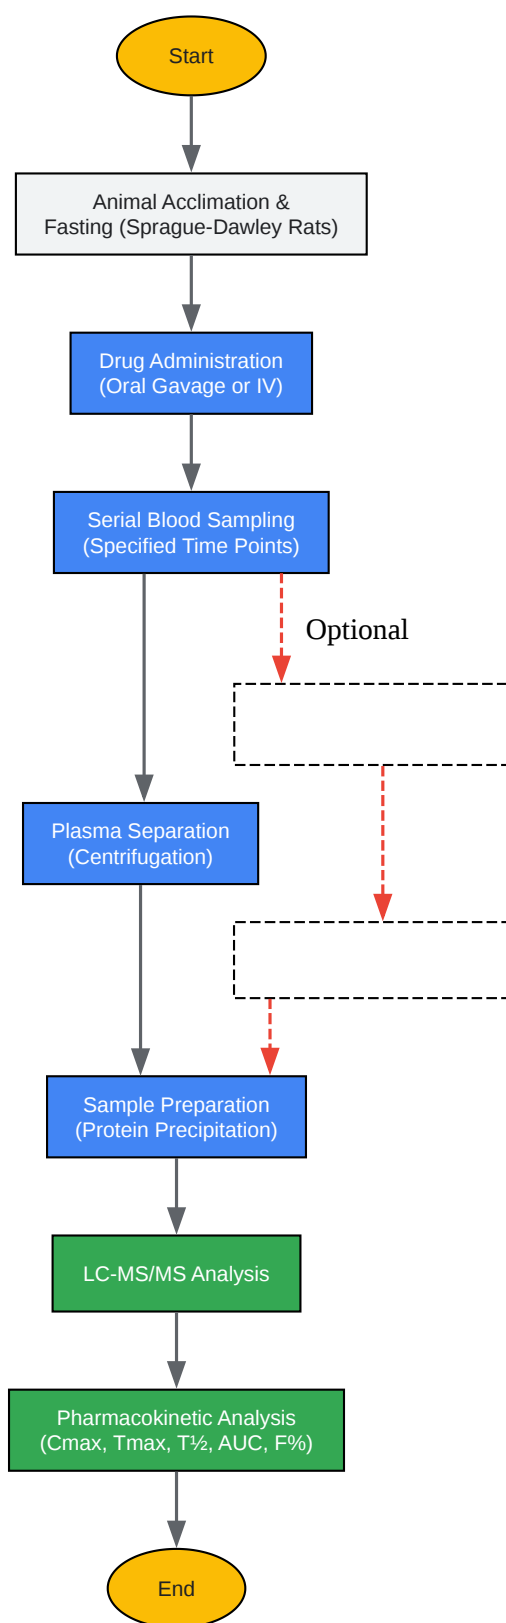 Start
Animal Acclimation &
Fasting (Sprague-Dawley Rats)
Drug Administration
(Oral Gavage or IV)
Serial Blood Sampling
(Specified Time Points)
Optional
Plasma Separation
(Centrifugation)
Sample Preparation
(Protein Precipitation)
LC-MS/MS Analysis
Pharmacokinetic Analysis
(Cmax, Tmax, T½, AUC, F%)
End